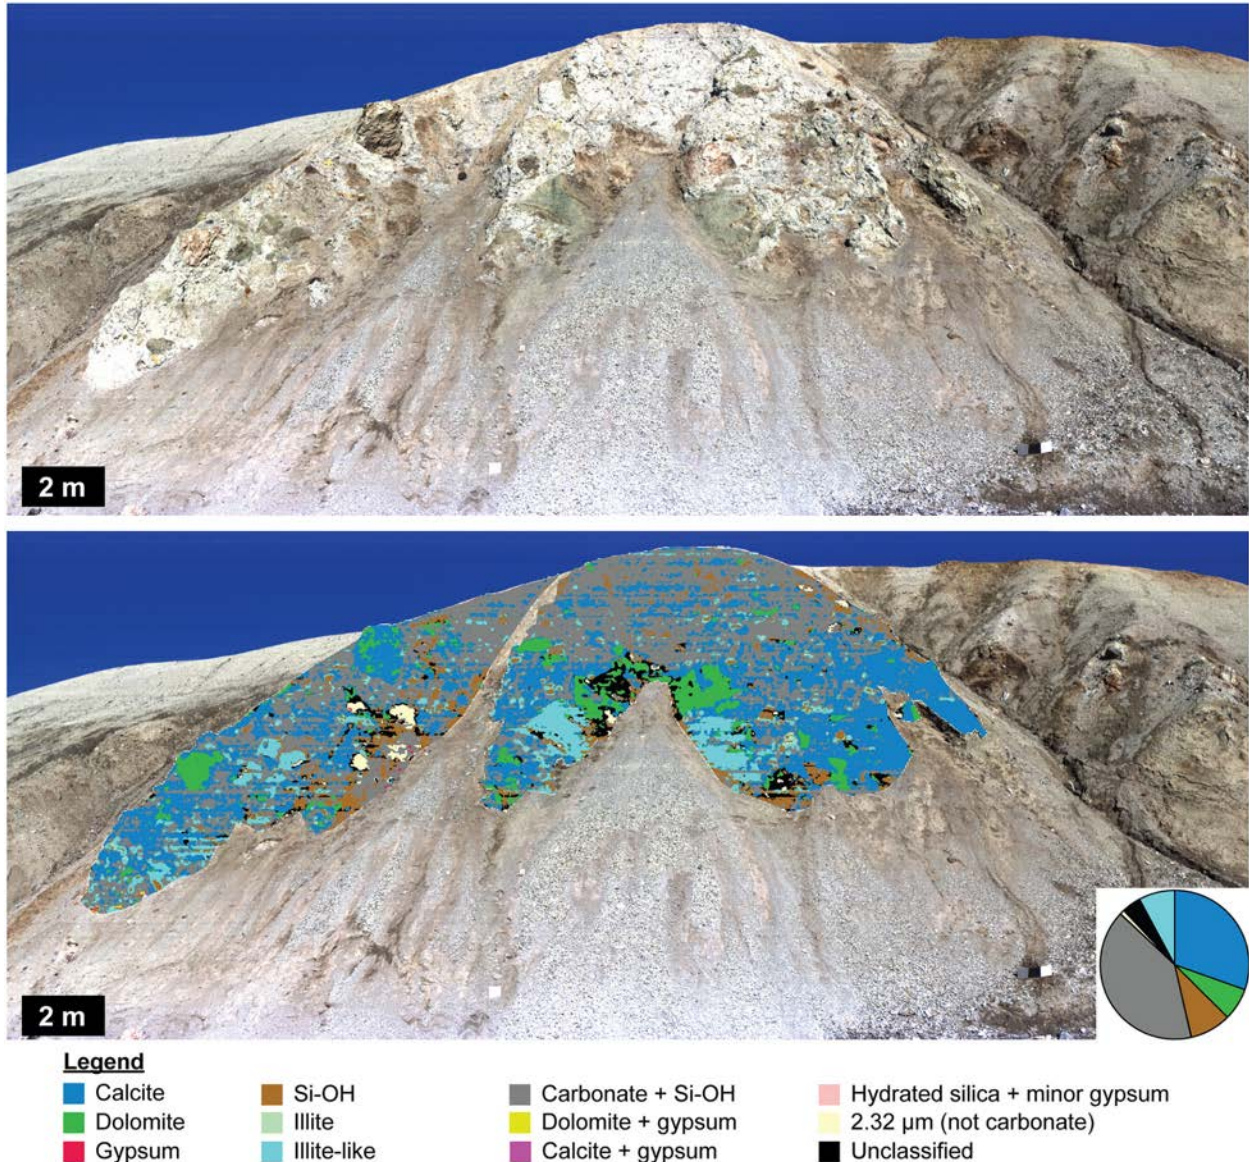 2 m
2 m
Legend
Calcite
Dolomite
Gypsum
Si-OH
Illite
Illite-like
Carbonate + Si-OH
Dolomite + gypsum
Calcite + gypsum
Hydrated silica + minor gypsum
2.32 µm (not carbonate)
Unclassified